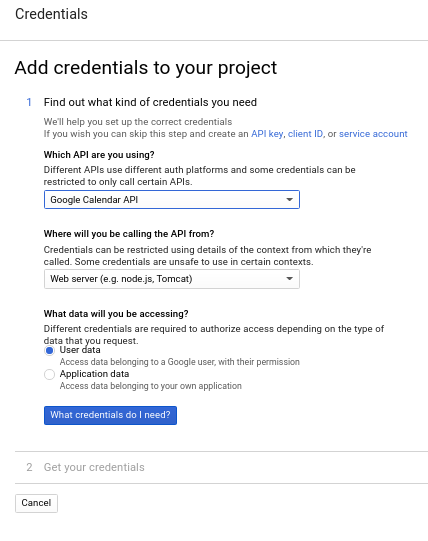 Credentials
Add credentials to your project
1 Find out what kind of credentials you need
We'll help you set up the correct credentials
If you wish you can skip this step and create an API key, client ID, or service account
Which API are you using?
Different APIs use different auth platforms and some credentials can be
restricted to only call certain APIs.
Google Calendar API
Where will you be calling the API from?
Credentials can be restricted using details of the context from which they're
called. Some credentials are unsafe to use in certain contexts.
Web server (e.g. node.js, Tomcat)
What data will you be accessing?
Different credentials are required to authorize access depending on the type of
data that you request.
User data
Access data belonging to a Google user, with their permission
Application data
Access data belonging to your own application
What credentials do I need?
2 Get your credentials
Cancel